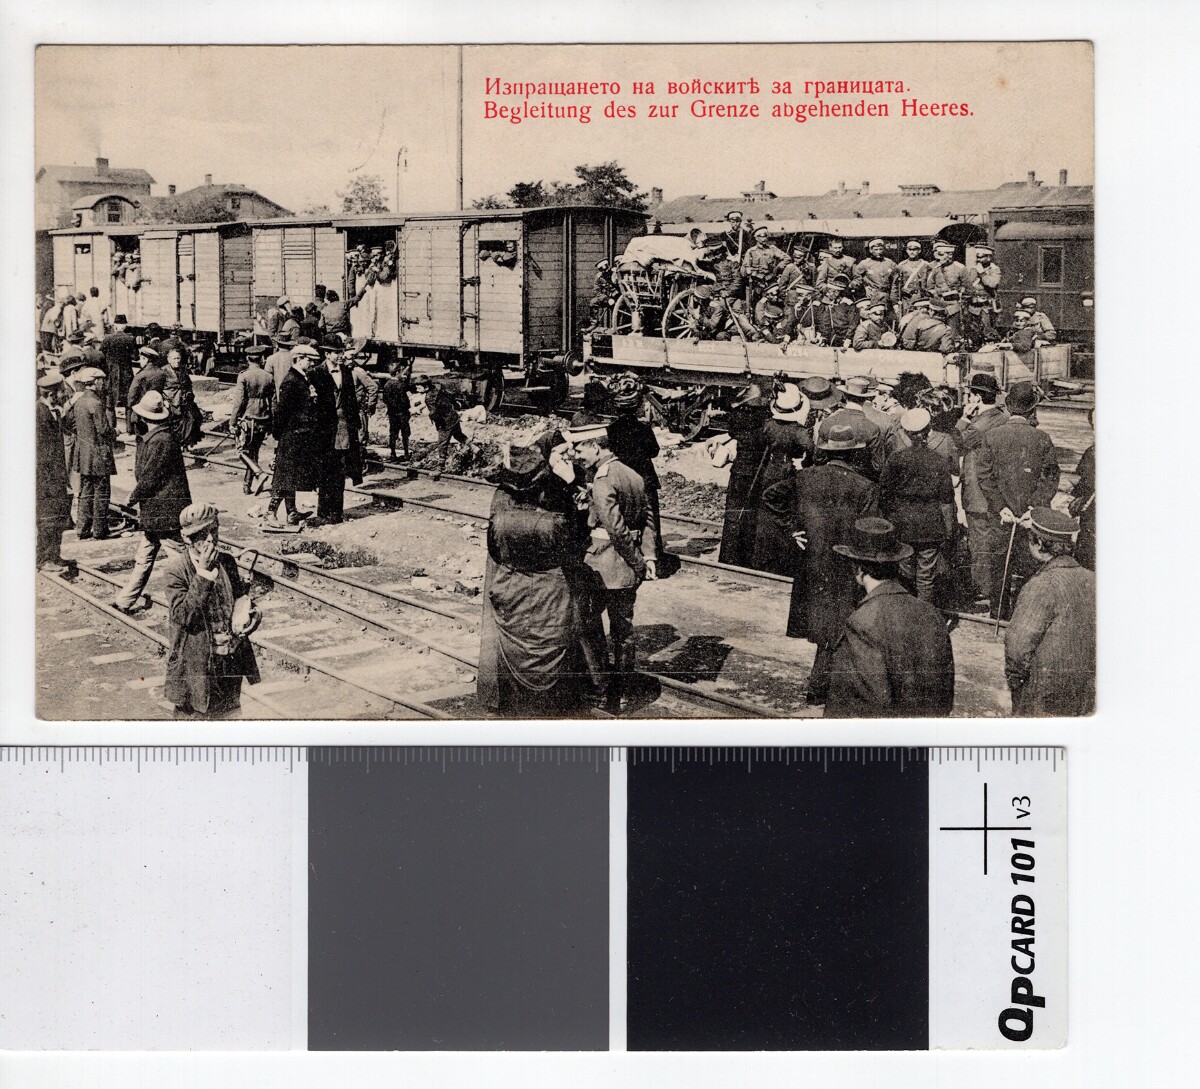 Изпращането на войскитѣ за границата.
Begleitung des zur Grenze abgehenden Heeres.
QPCARD 101 v3